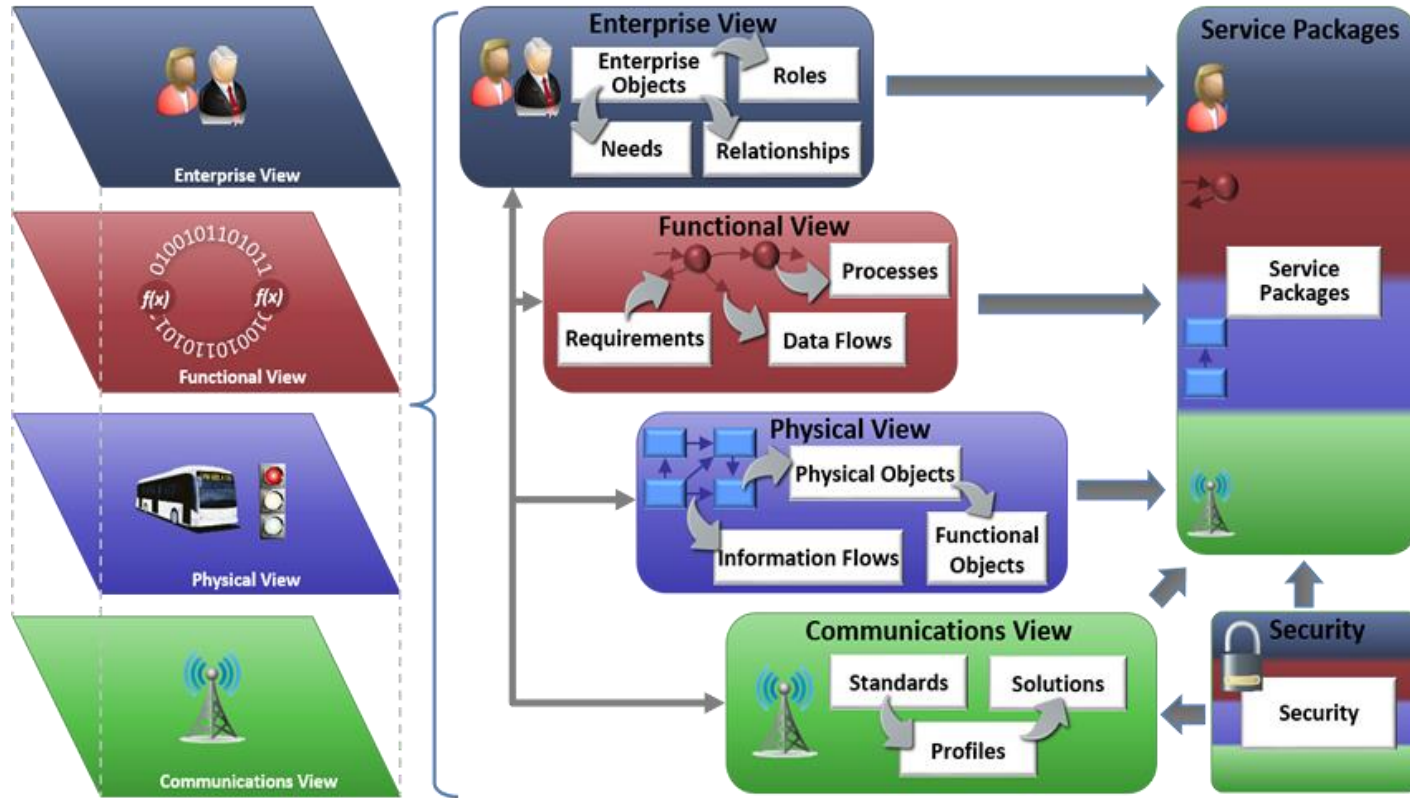 Enterprise View
0100101101011
f(x)
f(x)
Functional View
Physical View
Communications View
Enterprise View
Enterprise
Objects
Roles
Needs
Relationships
Functional View
Processes
Requirements
Data Flows
Physical View
Physical Objects
Information Flows
Functional
Objects
Communications View
Standards
Solutions
Profiles
Service Packages
Service
Packages
Security
Security